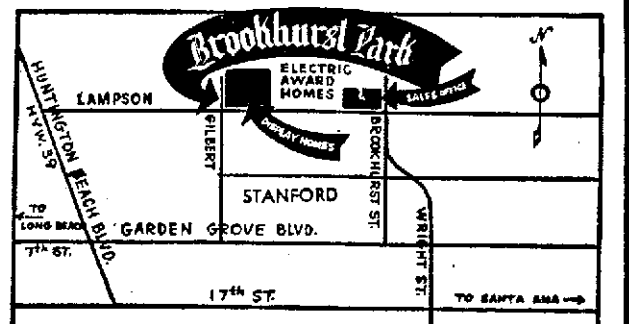 Brookhurst Park
N
ELECTRIC
AWARD
HOMES
SALES OFFICE
LAMPSON
DISPLAY HOMES
GILBERT
BROOKHURST ST.
HUNTINGTON BEACH BLVD.
HYW. 39
STANFORD
TO
LONG BEACH
GARDEN GROVE BLVD.
7th ST.
WRIGHT ST.
17th ST.
TO SANTA ANA